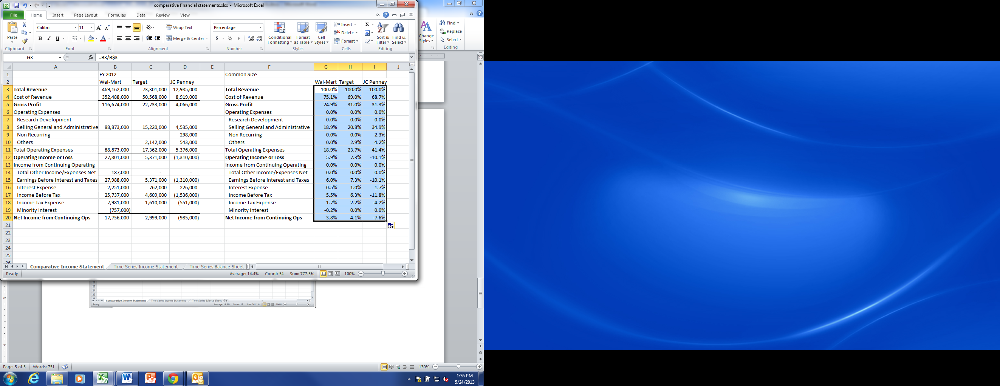 comparative financial statements.xlsx - Microsoft Excel
File Home Insert Page Layout Formulas Data Review View
Calibri 11 Wrap Text Percentage Insert Find
Paste Conditional Formatting Format as Table Cell Styles Delete Sort & Filter Find & Select Change Styles Replace
B I U Merge & Center $ % , Format Select
Clipboard Font Alignment Number Styles Cells Editing Editing
G3 fx =B3/B$3
A B C D E F G H I J
1 FY 2012 Common Size
2 Wal-Mart Target JC Penney Wal-Mart Target JC Penney
3 Total Revenue 469,162,000 73,301,000 12,985,000 Total Revenue 100.0% 100.0% 100.0%
4 Cost of Revenue 352,488,000 50,568,000 8,919,000 Cost of Revenue 75.1% 69.0% 68.7%
5 Gross Profit 116,674,000 22,733,000 4,066,000 Gross Profit 24.9% 31.0% 31.3%
6 Operating Expenses Operating Expenses 0.0% 0.0% 0.0%
7 Research Development Research Development 0.0% 0.0% 0.0%
8 Selling General and Administrative 88,873,000 15,220,000 4,535,000 Selling General and Administrative 18.9% 20.8% 34.9%
9 Non Recurring 298,000 Non Recurring 0.0% 0.0% 2.3%
10 Others 2,142,000 543,000 Others 0.0% 2.9% 4.2%
11 Total Operating Expenses 88,873,000 17,362,000 5,376,000 Total Operating Expenses 18.9% 23.7% 41.4%
12 Operating Income or Loss 27,801,000 5,371,000 (1,310,000) Operating Income or Loss 5.9% 7.3% -10.1%
13 Income from Continuing Operating Income from Continuing Operating 0.0% 0.0% 0.0%
14 Total Other Income/Expenses Net 187,000 - - Total Other Income/Expenses Net 0.0% 0.0% 0.0%
15 Earnings Before Interest and Taxes 27,988,000 5,371,000 (1,310,000) Earnings Before Interest and Taxes 6.0% 7.3% -10.1%
16 Interest Expense 2,251,000 762,000 226,000 Interest Expense 0.5% 1.0% 1.7%
17 Income Before Tax 25,737,000 4,609,000 (1,536,000) Income Before Tax 5.5% 6.3% -11.8%
18 Income Tax Expense 7,981,000 1,610,000 (551,000) Income Tax Expense 1.7% 2.2% -4.2%
19 Minority Interest (757,000) Minority Interest -0.2% 0.0% 0.0%
20 Net Income from Continuing Ops 17,756,000 2,999,000 (985,000) Net Income from Continuing Ops 3.8% 4.1% -7.6%
21
22
23
24
25
26
Comparative Income Statement Time Series Income Statement Time Series Balance Sheet
Ready Average: 14.4% Count: 54 Sum: 777.5% 100%
22
23
24
25
Comparative Income Statement Time Series Income Statement Time Series Balance Sheet
Ready Average: 14.5% Count: 18 Sum: 261.1% 100%
Page: 5 of 5 Words: 751 130%
1:36 PM
5/24/2013